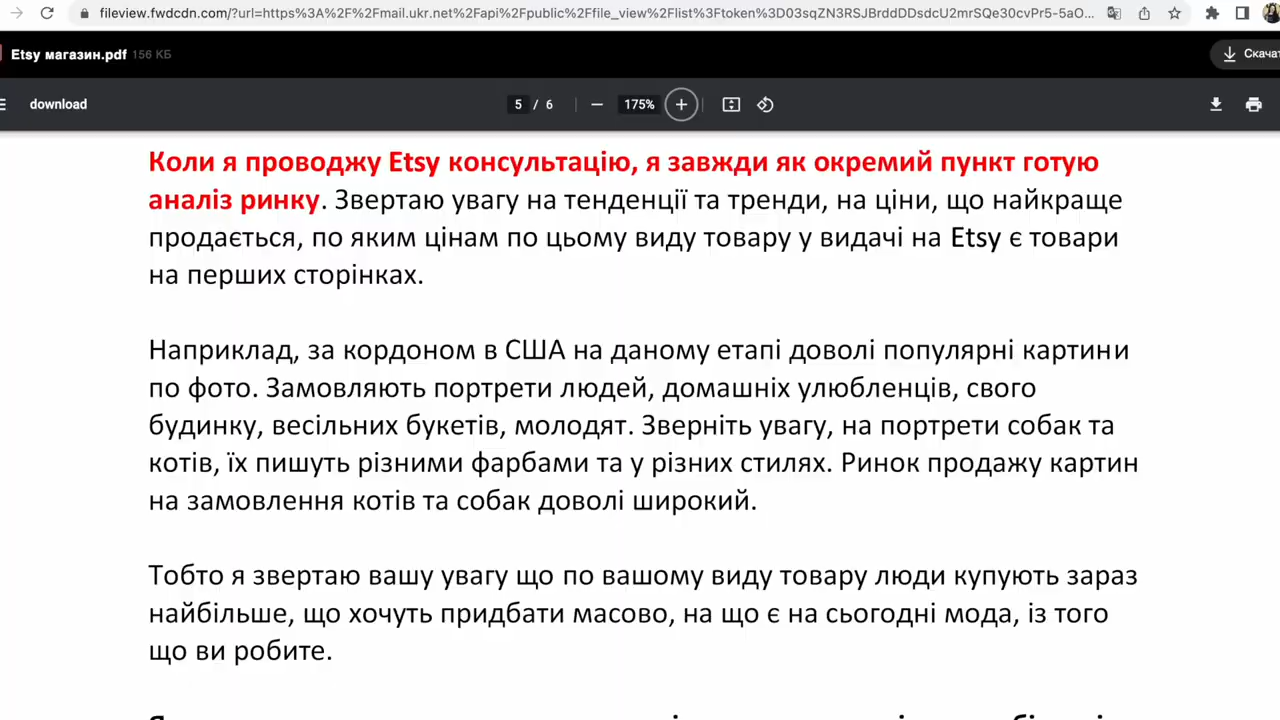 fileview.fwdcdn.com/?url=https%3A%2F%2Fmail.ukr.net%2Fapi%2Fpublic%2Ffile_view%2Flist%3Ftoken%3D03sqZN3RSJBrddDDsdcU2mrSQe30cvPr5-5aO...
Etsy магазин.pdf 156 КБ
Скачат
download
5 / 6
175%
Коли я проводжу Etsy консультацію, я завжди як окремий пункт готую
аналіз ринку. Звертаю увагу на тенденції та тренди, на ціни, що найкраще
продається, по яким цінам по цьому виду товару у видачі на Etsy є товари
на перших сторінках.
Наприклад, за кордоном в США на даному етапі доволі популярні картини
по фото. Замовляють портрети людей, домашніх улюбленців, свого
будинку, весільних букетів, молодят. Зверніть увагу, на портрети собак та
котів, їх пишуть різними фарбами та у різних стилях. Ринок продажу картин
на замовлення котів та собак доволі широкий.
Тобто я звертаю вашу увагу що по вашому виду товару люди купують зараз
найбільше, що хочуть придбати масово, на що є на сьогодні мода, із того
що ви робите.